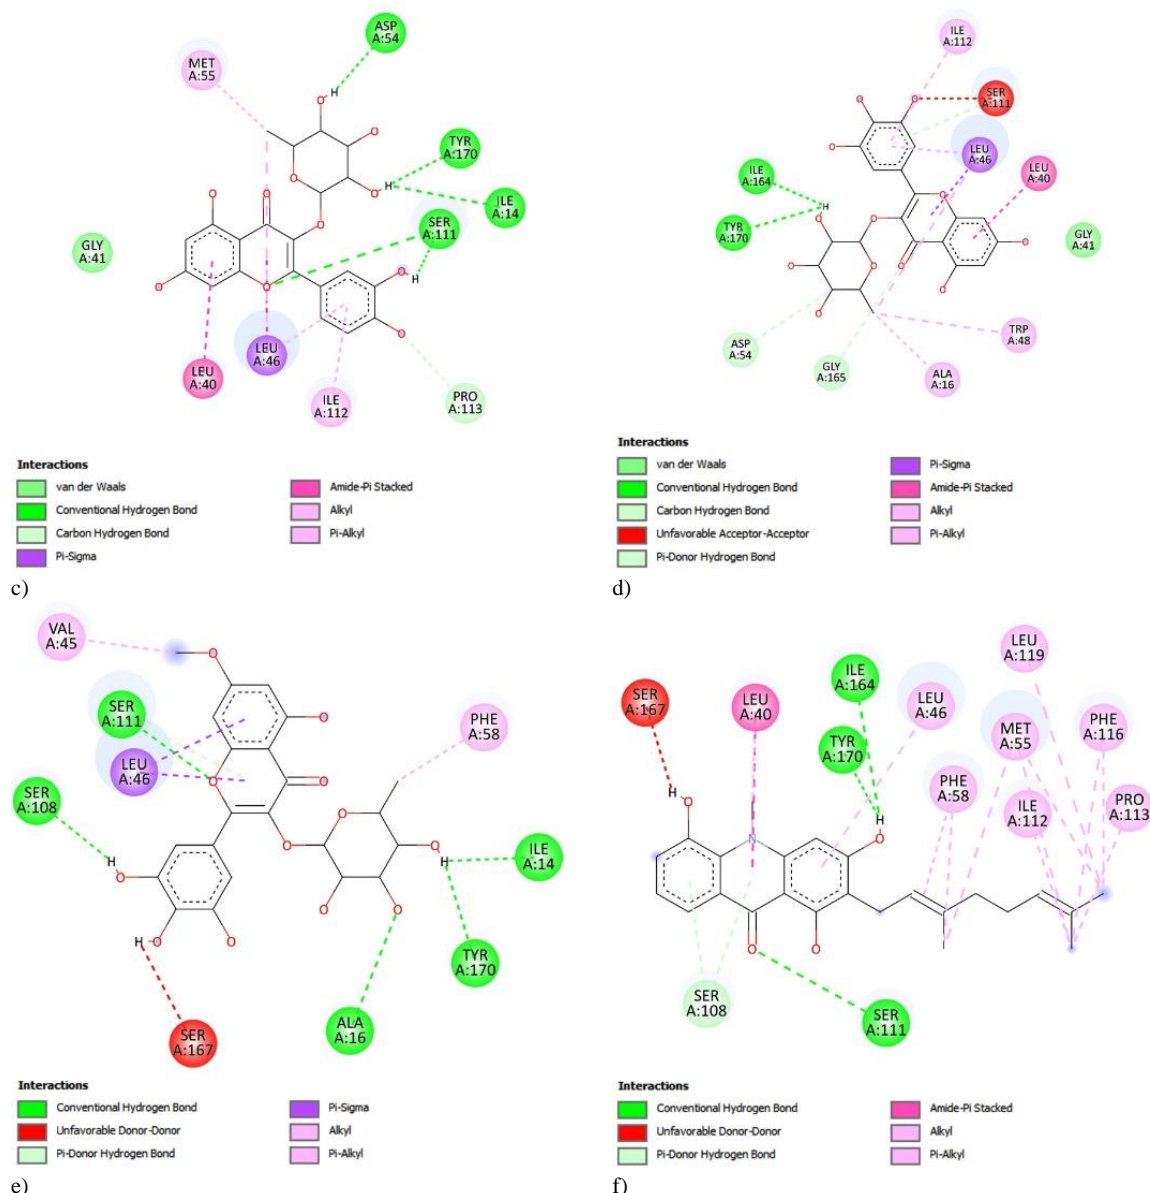 ASP
A:54
MET
A:55
TYR
A:170
ILE
A:14
SER
A:111
GLY
A:41
LEU
A:46
LEU
A:40
ILE
A:112
PRO
A:113
O
H
O
O
O
O
O
H
O
O
O
O
O
O
H
O
Interactions
van der Waals
Conventional Hydrogen Bond
Carbon Hydrogen Bond
Pi-Sigma
Amide-Pi Stacked
Alkyl
Pi-Alkyl
c)
ILE
A:112
SER
A:111
LEU
A:46
LEU
A:40
ILE
A:164
TYR
A:170
GLY
A:41
TRP
A:48
ASP
A:54
GLY
A:165
ALA
A:16
O
O
O
H
O
O
O
O
O
O
O
O
O
Interactions
van der Waals
Conventional Hydrogen Bond
Carbon Hydrogen Bond
Unfavorable Acceptor-Acceptor
Pi-Donor Hydrogen Bond
Pi-Sigma
Amide-Pi Stacked
Alkyl
Pi-Alkyl
d)
VAL
A:45
SER
A:111
LEU
A:46
PHE
A:58
SER
A:108
ILE
A:14
TYR
A:170
ALA
A:16
SER
A:167
O
O
O
O
O
O
O
H
H
O
H
O
O
O
O
Interactions
Conventional Hydrogen Bond
Unfavorable Donor-Donor
Pi-Donor Hydrogen Bond
Pi-Sigma
Alkyl
Pi-Alkyl
e)
LEU
A:119
SER
A:167
LEU
A:40
ILE
A:164
LEU
A:46
TYR
A:170
MET
A:55
PHE
A:116
PHE
A:58
ILE
A:112
PRO
A:113
SER
A:108
SER
A:111
H
O
N
H
O
O
O
Interactions
Conventional Hydrogen Bond
Unfavorable Donor-Donor
Pi-Donor Hydrogen Bond
Amide-Pi Stacked
Alkyl
Pi-Alkyl
f)